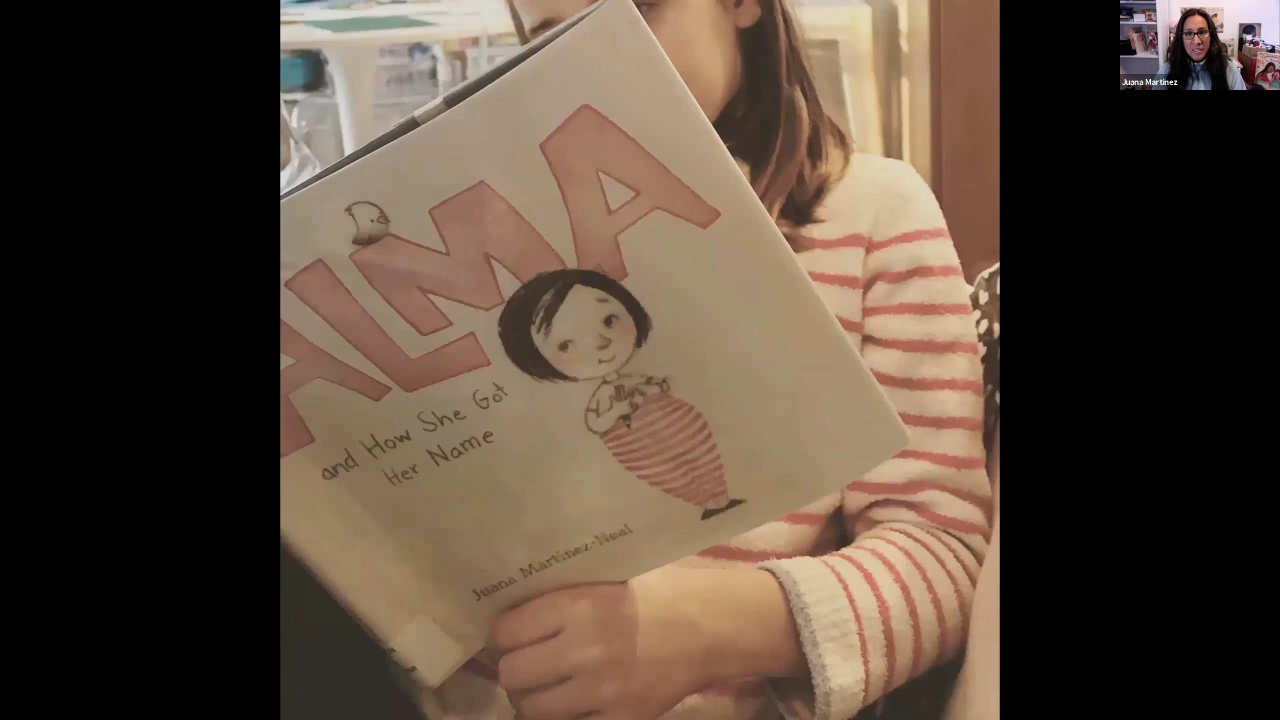 ALMA
and How She Got
Her Name
Juana Martinez-Neal
Juana Martinez